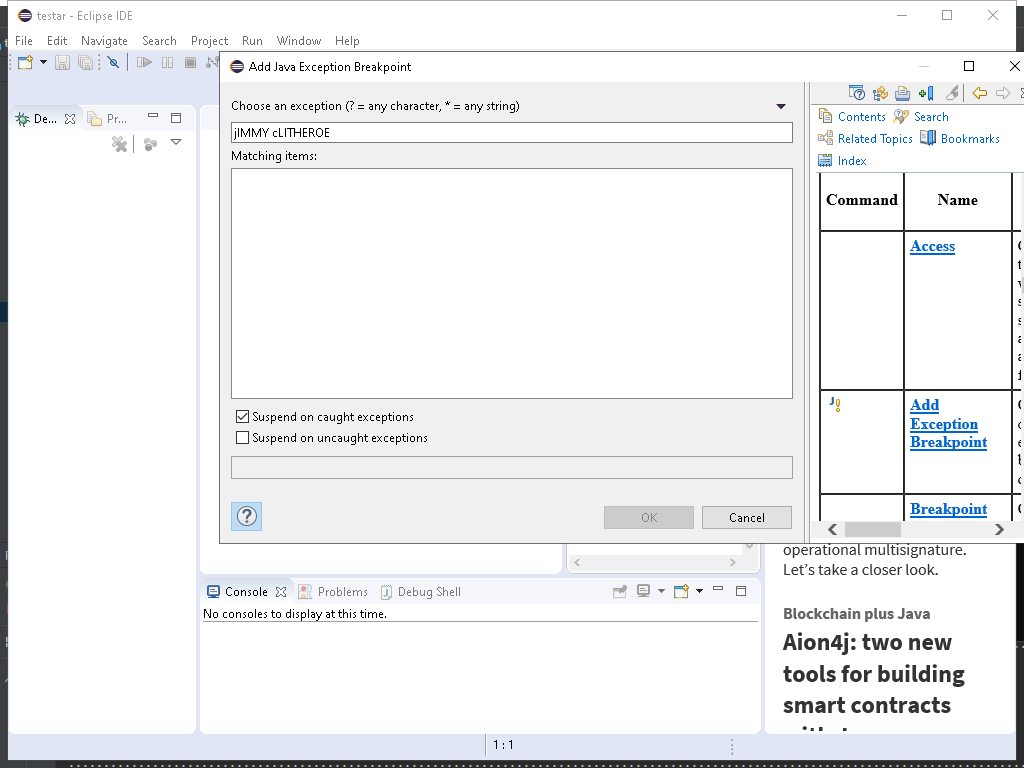 testar - Eclipse IDE
File Edit Navigate Search Project Run Window Help
Add Java Exception Breakpoint
De...
Pr...
Choose an exception (? = any character, * = any string)
jIMMY cLITHEROE
Matching items:
Suspend on caught exceptions
Suspend on uncaught exceptions
OK
Cancel
Contents
Search
Related Topics
Bookmarks
Index
Command Name
Access
Add
Exception
Breakpoint
Breakpoint
operational multisignature.
Let's take a closer look.
Blockchain plus Java
Aion4j: two new
tools for building
smart contracts
Console
Problems
Debug Shell
No consoles to display at this time.
1 : 1